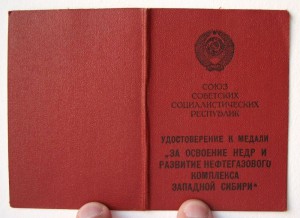 СОЮЗ
СОВЕТСКИХ
СОЦИАЛИСТИЧЕСКИХ
РЕСПУБЛИК
УДОСТОВЕРЕНИЕ К МЕДАЛИ
„ЗА ОСВОЕНИЕ НЕДР И
РАЗВИТИЕ НЕФТЕГАЗОВОГО
КОМПЛЕКСА
ЗАПАДНОЙ СИБИРИ“